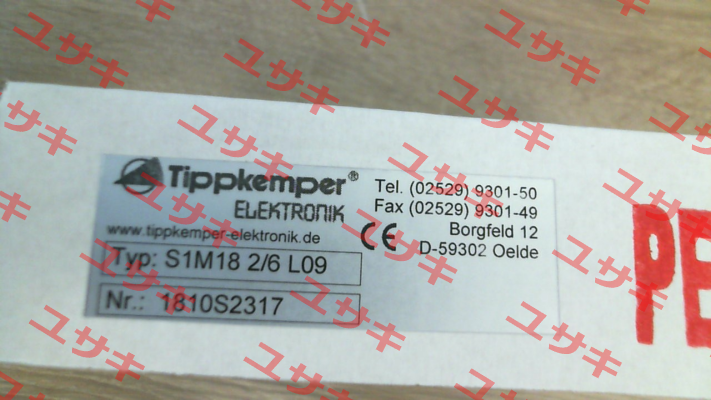 Tippkemper®
ELEKTRONIK
www.tippkemper-elektronik.de
Typ: S1M18 2/6 L09
Nr.: 1810S2317
Tel. (02529) 9301-50
Fax (02529) 9301-49
Borgfeld 12
D-59302 Oelde
CE
PE
ユサキ